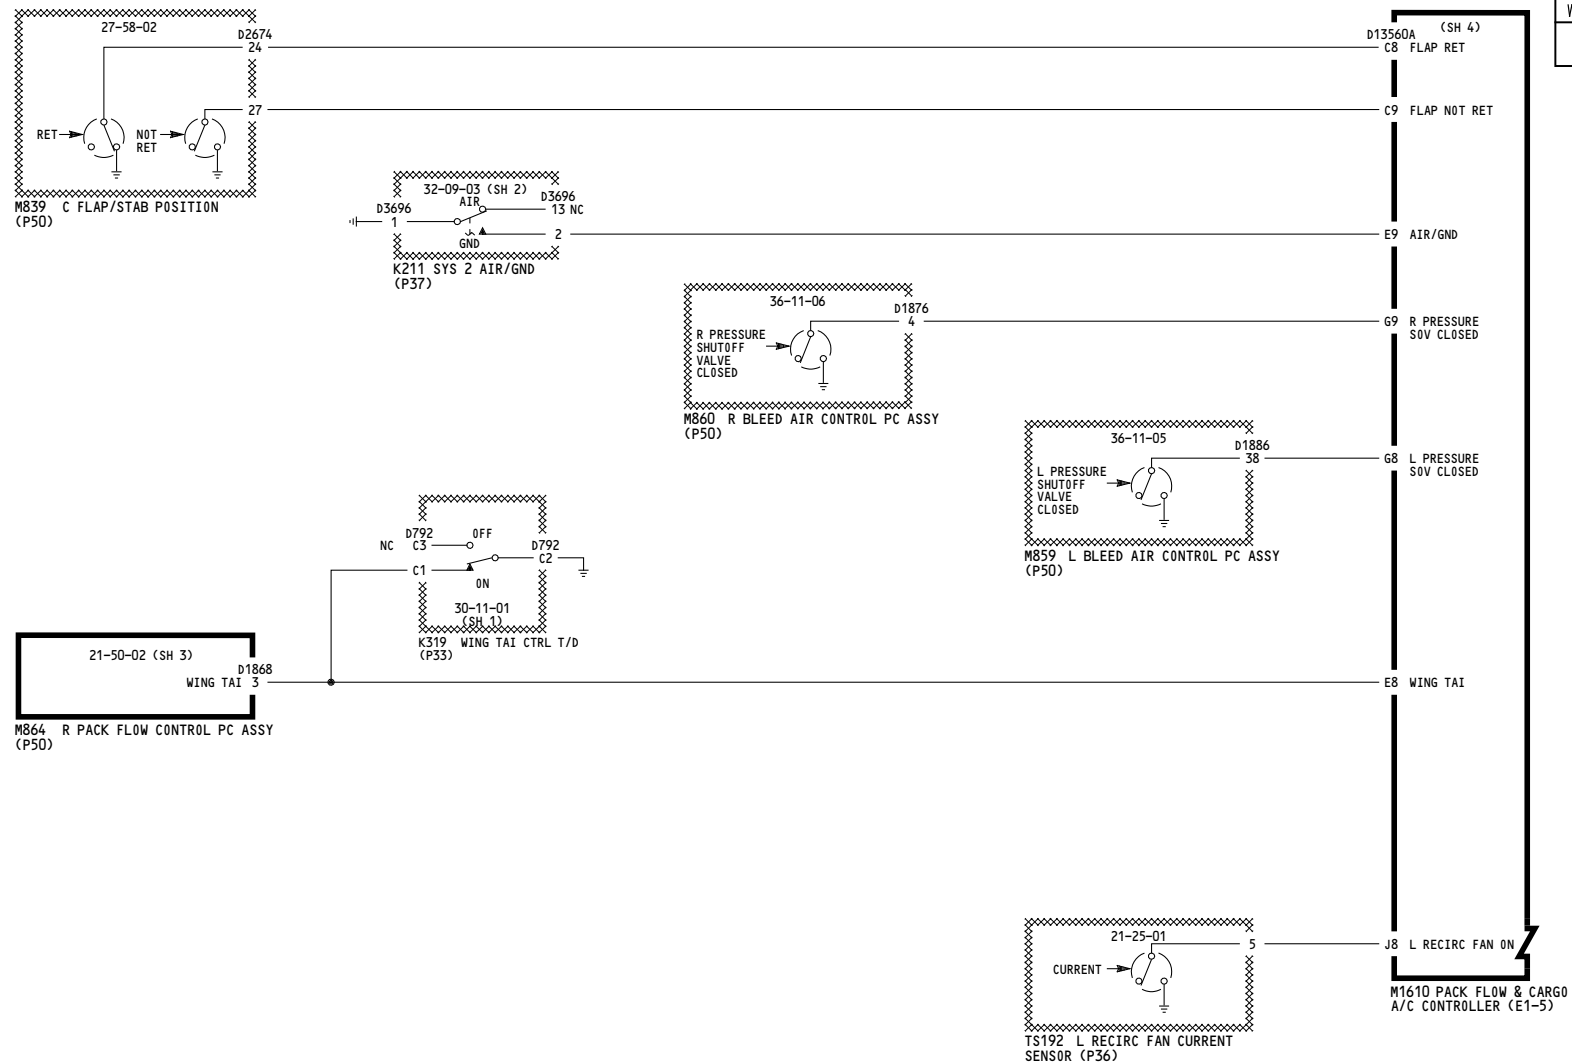 27-58-02
D2674
24
27
RET
NOT
RET
M839 C FLAP/STAB POSITION
(P50)
W
(SH 4)
D13560A
C8 FLAP RET
C9 FLAP NOT RET
32-09-03 (SH 2)
AIR
D3696
13 NC
D3696
1
GND
2
K211 SYS 2 AIR/GND
(P37)
E9 AIR/GND
36-11-06
D1876
4
R PRESSURE
SHUTOFF
VALVE
CLOSED
M860 R BLEED AIR CONTROL PC ASSY
(P50)
G9 R PRESSURE
SOV CLOSED
36-11-05
D1886
38
L PRESSURE
SHUTOFF
VALVE
CLOSED
M859 L BLEED AIR CONTROL PC ASSY
(P50)
G8 L PRESSURE
SOV CLOSED
D792
NC C3
OFF
D792
C2
C1
ON
30-11-01
(SH 1)
K319 WING TAI CTRL T/D
(P33)
21-50-02 (SH 3)
D1868
WING TAI 3
M864 R PACK FLOW CONTROL PC ASSY
(P50)
E8 WING TAI
21-25-01
5
CURRENT
TS192 L RECIRC FAN CURRENT
SENSOR (P36)
J8 L RECIRC FAN ON
M1610 PACK FLOW & CARGO
A/C CONTROLLER (E1-5)